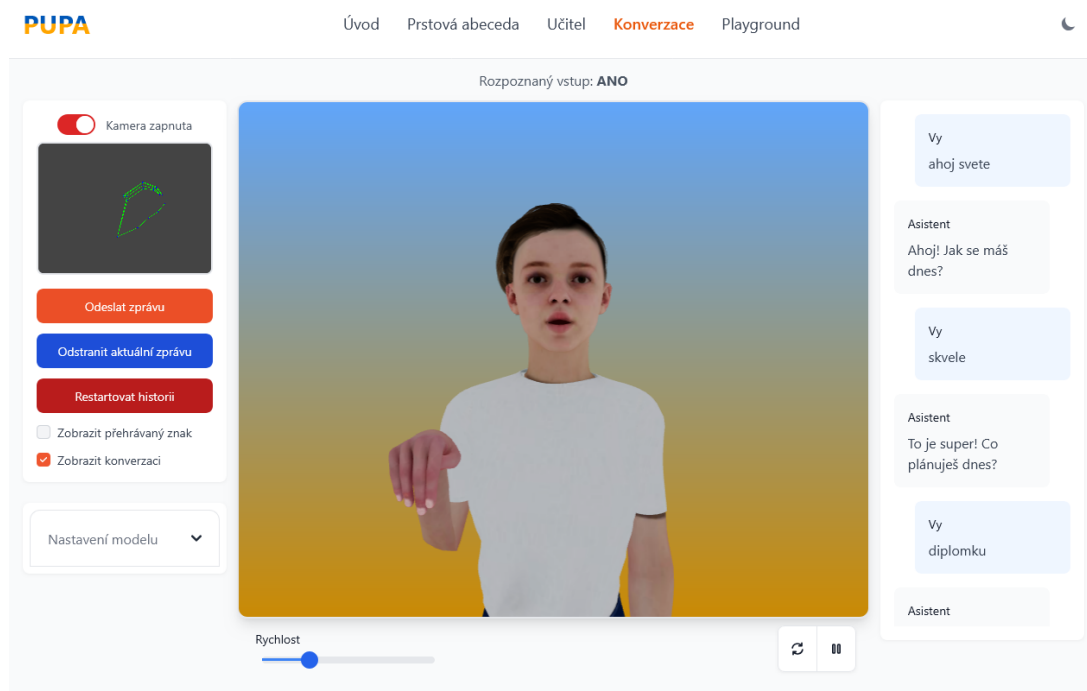 PUPA
Úvod
Prstová abeceda
Učitel
Konverzace
Playground
Rozpoznaný vstup: ANO
Kamera zapnuta
Odeslat zprávu
Odstranit aktuální zprávu
Restartovat historii
Zobrazit přehrávaný znak
Zobrazit konverzaci
Nastavení modelu
Rychlost
Vy
ahoj svete
Asistent
Ahoj! Jak se máš
dnes?
Vy
skvele
Asistent
To je super! Co
plánuješ dnes?
Vy
diplomku
Asistent